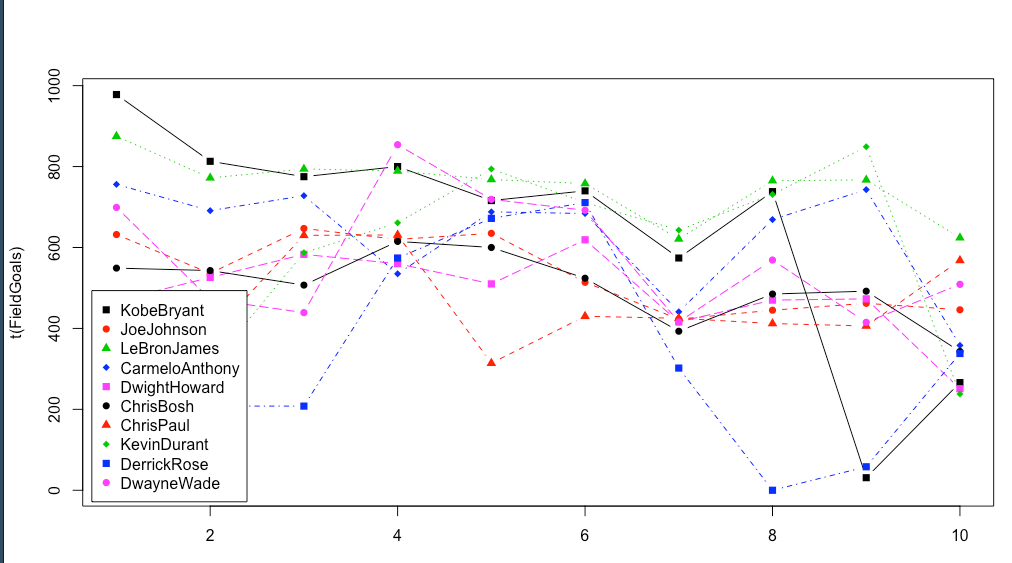 t(FieldGoals)
1000
800
600
400
200
0
KobeBryant
JoeJohnson
LeBronJames
CarmeloAnthony
DwightHoward
ChrisBosh
ChrisPaul
KevinDurant
DerrickRose
DwayneWade
2 4 6 8 10